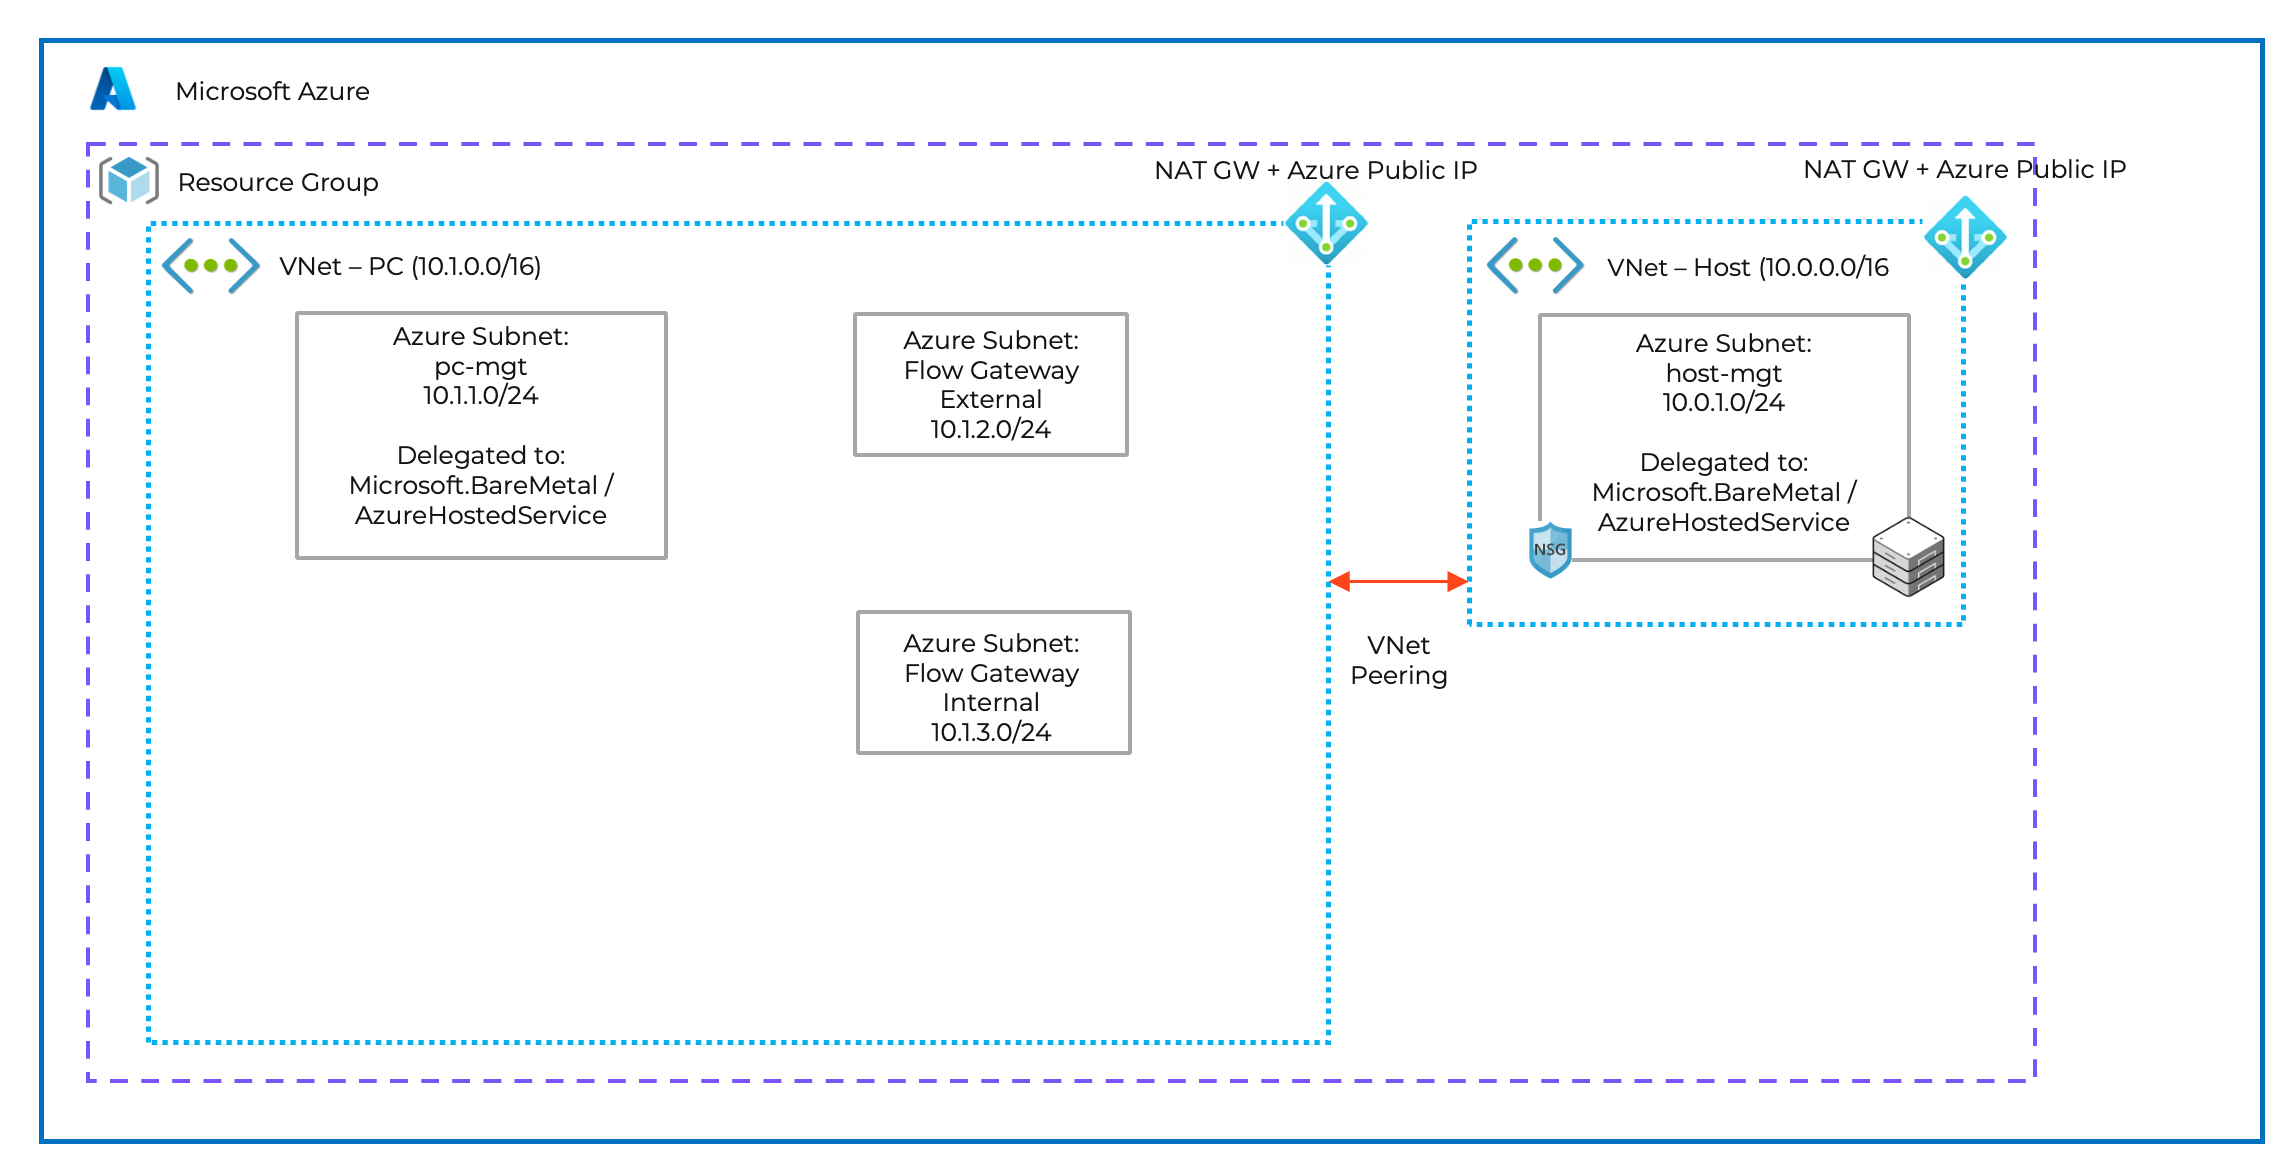 Microsoft Azure
Resource Group
NAT GW + Azure Public IP
NAT GW + Azure Public IP
VNet – PC (10.1.0.0/16)
Azure Subnet:
pc-mgt
10.1.1.0/24
Delegated to:
Microsoft.BareMetal /
AzureHostedService
Azure Subnet:
Flow Gateway
External
10.1.2.0/24
Azure Subnet:
Flow Gateway
Internal
10.1.3.0/24
VNet
Peering
VNet – Host (10.0.0.0/16
Azure Subnet:
host-mgt
10.0.1.0/24
Delegated to:
Microsoft.BareMetal /
AzureHostedService
NSG